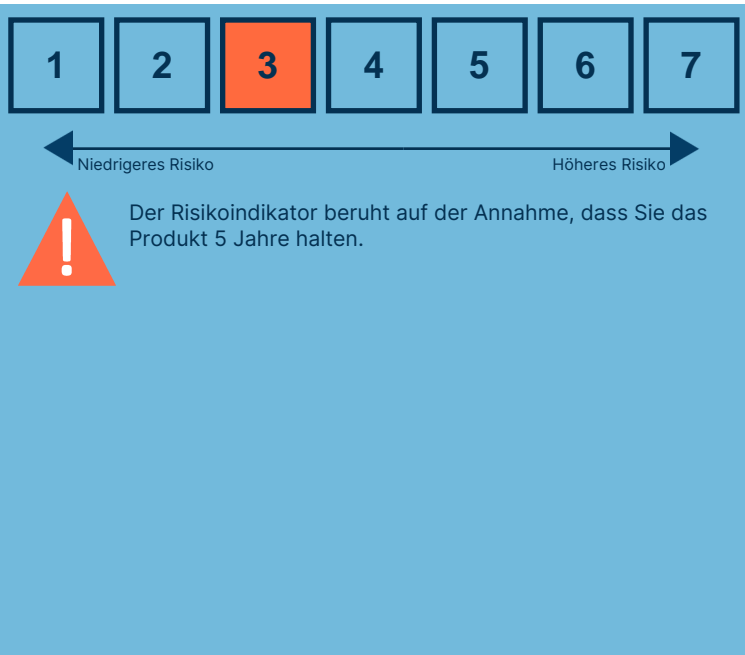 1 2 3 4 5 6 7
Niedrigeres Risiko Höheres Risiko
! Der Risikoindikator beruht auf der Annahme, dass Sie das
Produkt 5 Jahre halten.